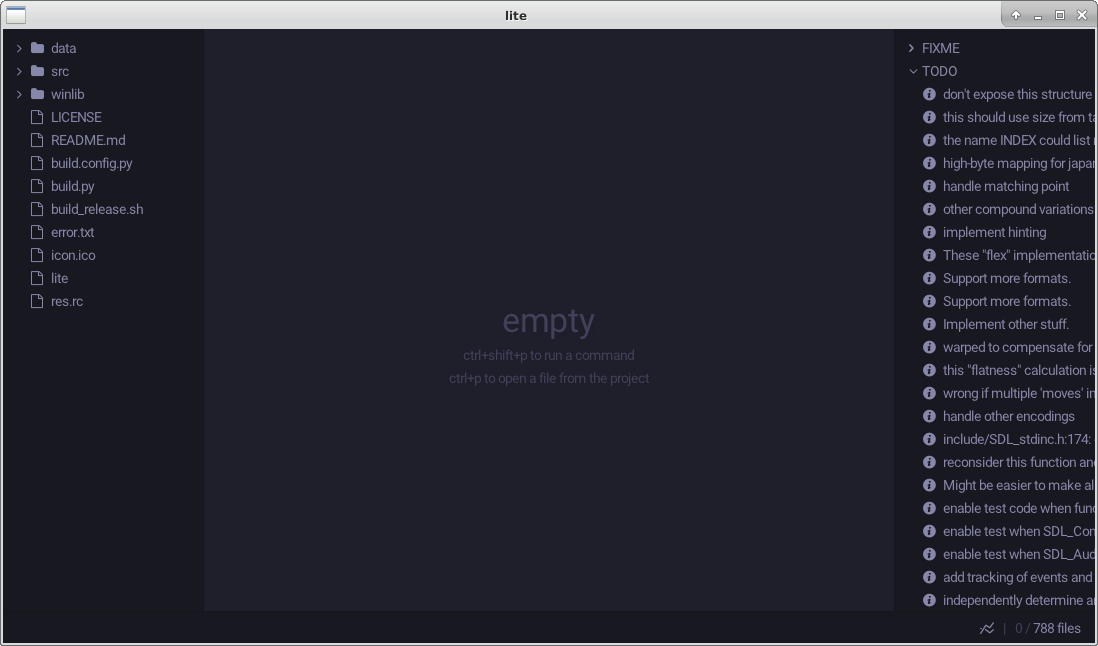 lite
data
src
winlib
LICENSE
README.md
build.config.py
build.py
build_release.sh
error.txt
icon.ico
lite
res.rc
empty
ctrl+shift+p to run a command
ctrl+p to open a file from the project
FIXME
TODO
don't expose this structure
this should use size from
the name INDEX could list
high-byte mapping for
handle matching point
other compound variations
implement hinting
These "flex"
Support more formats.
Support more formats.
Implement other stuff.
warped to compensate for
this "flatness" calculation
wrong if multiple 'moves'
handle other encodings
include/SDL_stdinc.h:174:
reconsider this function
Might be easier to make
enable test code when
enable test when
enable test when
add tracking of events and
independently determine
| 0 / 788 files